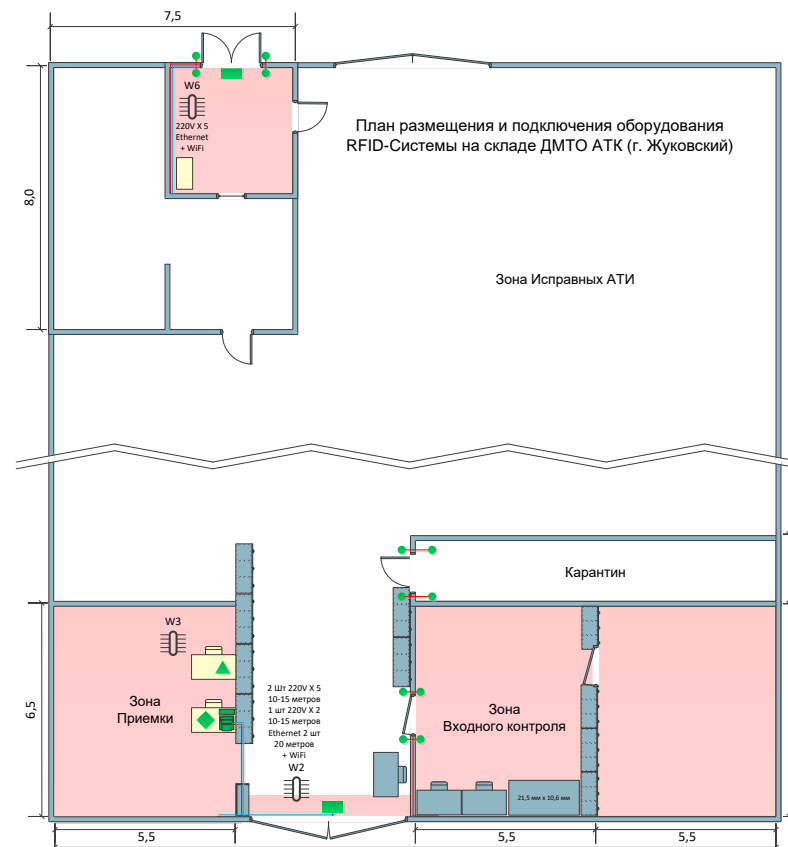 7,5
W6
220V X 5
Ethernet
+ WiFi
План размещения и подключения оборудования
RFID-Системы на складе ДМТО АТК (г. Жуковский)
8,0
Зона Исправных АТИ
Карантин
W3
Зона
Приемки
6,5
2 Шт 220V X 5
10-15 метров
1 шт 220V X 2
10-15 метров
Ethernet 2 шт
20 метров
+ WiFi
W2
Зона
Входного контроля
21,5 мм x 10,6 мм
5,5
5,5
5,5